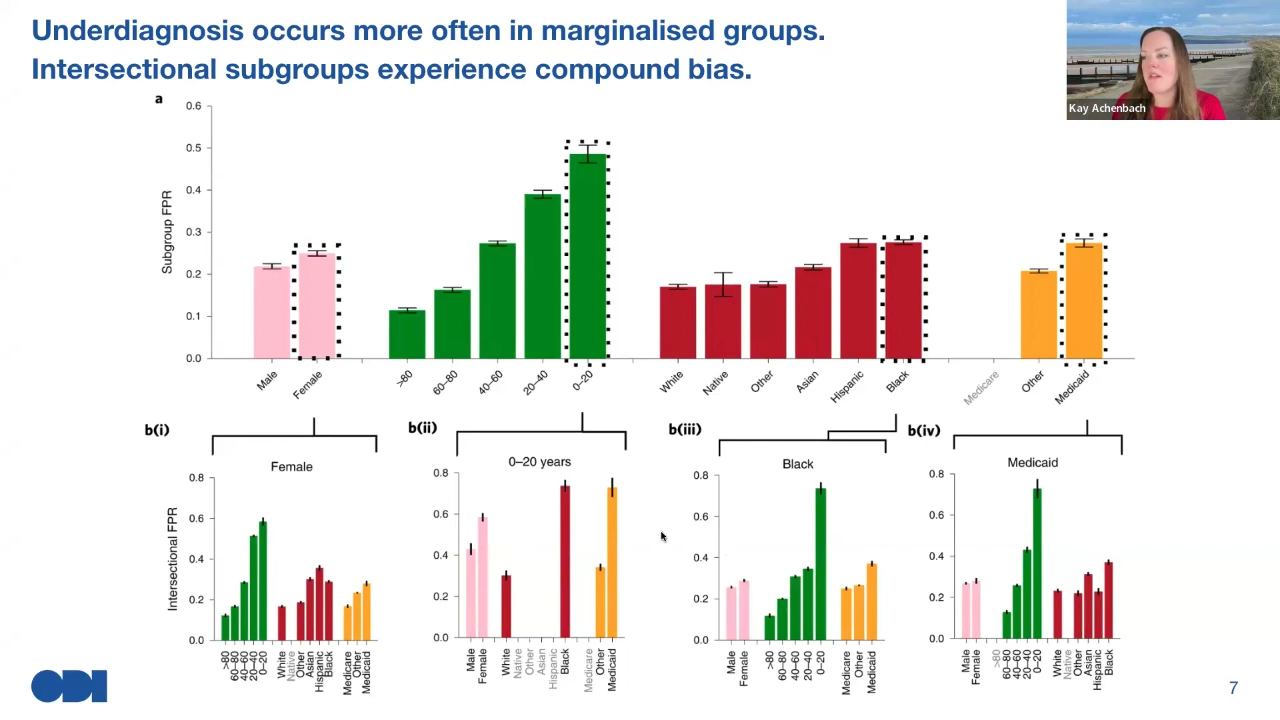 Underdiagnosis occurs more often in marginalised groups.
Intersectional subgroups experience compound bias.
Kay Achenbach
a
Subgroup FPR
0.6
0.5
0.4
0.3
0.2
0.1
0.0
Male
Female
>80
60–80
40–60
20–40
0–20
White
Native
Other
Asian
Hispanic
Black
Medicare
Other
Medicaid
b(i)
Female
Intersectional FPR
0.8
0.6
0.4
0.2
0.0
>80
60–80
40–60
20–40
0–20
White
Native
Other
Asian
Hispanic
Black
Medicare
Other
Medicaid
b(ii)
0–20 years
0.8
0.6
0.4
0.2
0.0
Male
Female
White
Native
Other
Asian
Hispanic
Black
Medicare
Other
Medicaid
b(iii)
Black
0.8
0.6
0.4
0.2
0.0
Male
Female
>80
60–80
40–60
20–40
0–20
Medicare
Other
Medicaid
b(iv)
Medicaid
0.8
0.6
0.4
0.2
0.0
Male
Female
>80
60–80
40–60
20–40
0–20
White
Native
Other
Asian
Hispanic
Black
ODI
7